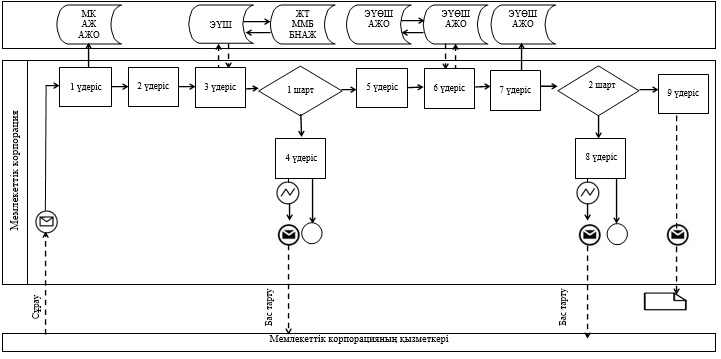 МК
АЖ
АЖО
ЭҮШ
ЖТ
ММБ
БНАЖ
ЭҮӨШ
АЖО
ЭҮӨШ
АЖО
ЭҮӨШ
АЖО
Мемлекеттік корпорация
1 үдеріс
2 үдеріс
3 үдеріс
1 шарт
5 үдеріс
6 үдеріс
7 үдеріс
2 шарт
9 үдеріс
4 үдеріс
8 үдеріс
Сұрау
Бас тарту
Бас тарту
Мемлекеттік корпорацияның қызметкері